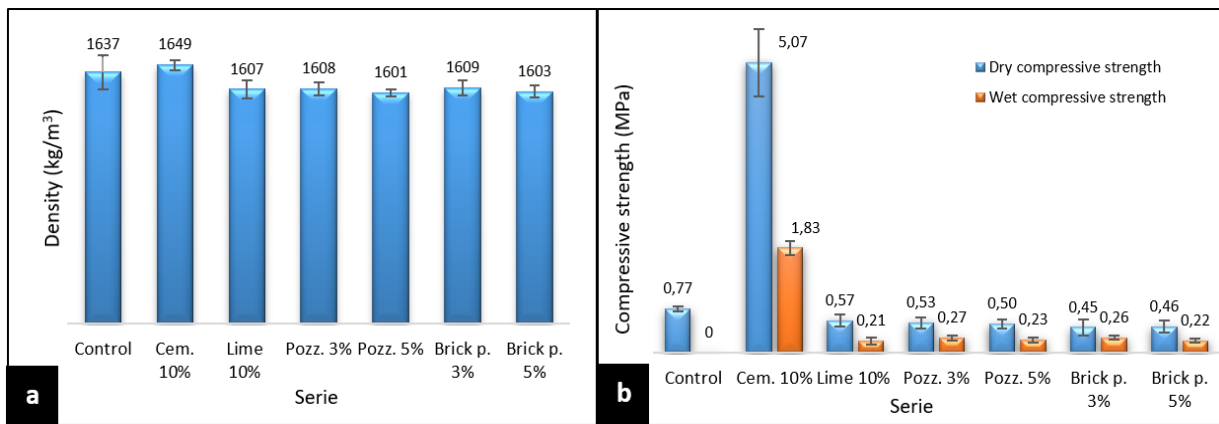 1637
1649
1607
1608
1601
1609
1603
Density (kg/m³)
Control
Cem.
10%
Lime
10%
Pozz. 3%
Pozz. 5%
Brick p.
3%
Brick p.
5%
Serie
a
5,07
Dry compressive strength
Wet compressive strength
1,83
0,77
0
0,57
0,21
0,53
0,27
0,50
0,23
0,45
0,26
0,46
0,22
Compressive strength (MPa)
Control
Cem. 10%
Lime 10%
Pozz. 3%
Pozz. 5%
Brick p.
3%
Brick p.
5%
Serie
b